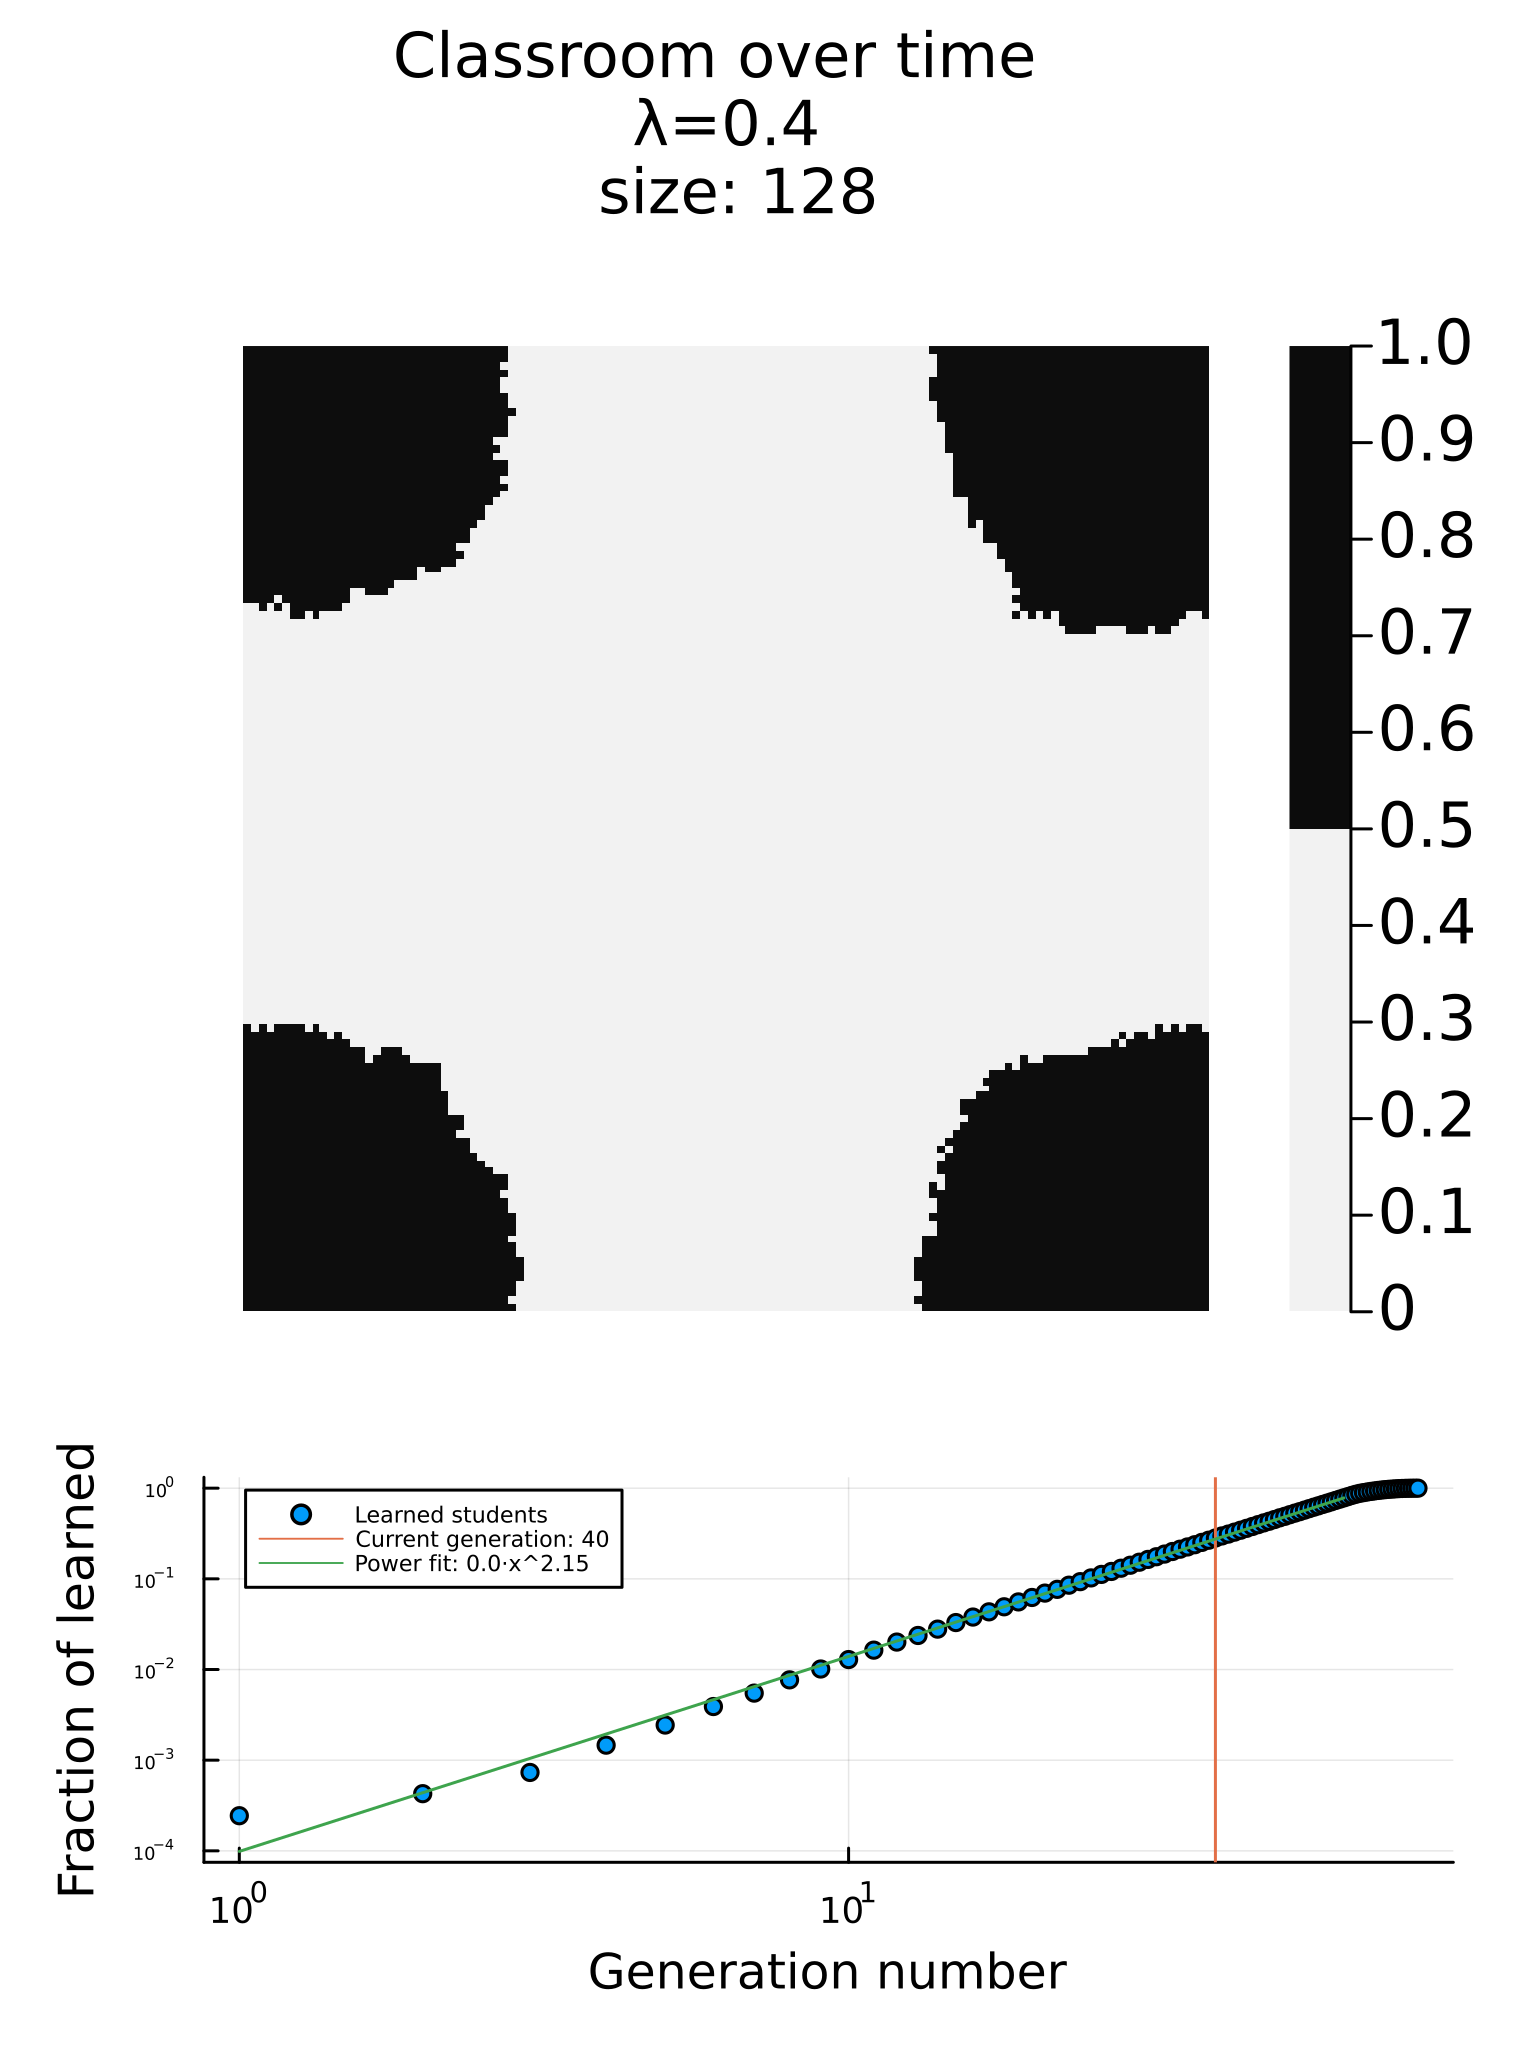 Classroom over time
λ=0.4
size: 128
1.0
0.9
0.8
0.7
0.6
0.5
0.4
0.3
0.2
0.1
0
Fraction of learned
10^0
10^−1
10^−2
10^−3
10^−4
Learned students
Current generation: 40
Power fit: 0.0·x^2.15
10^0 10^1
Generation number